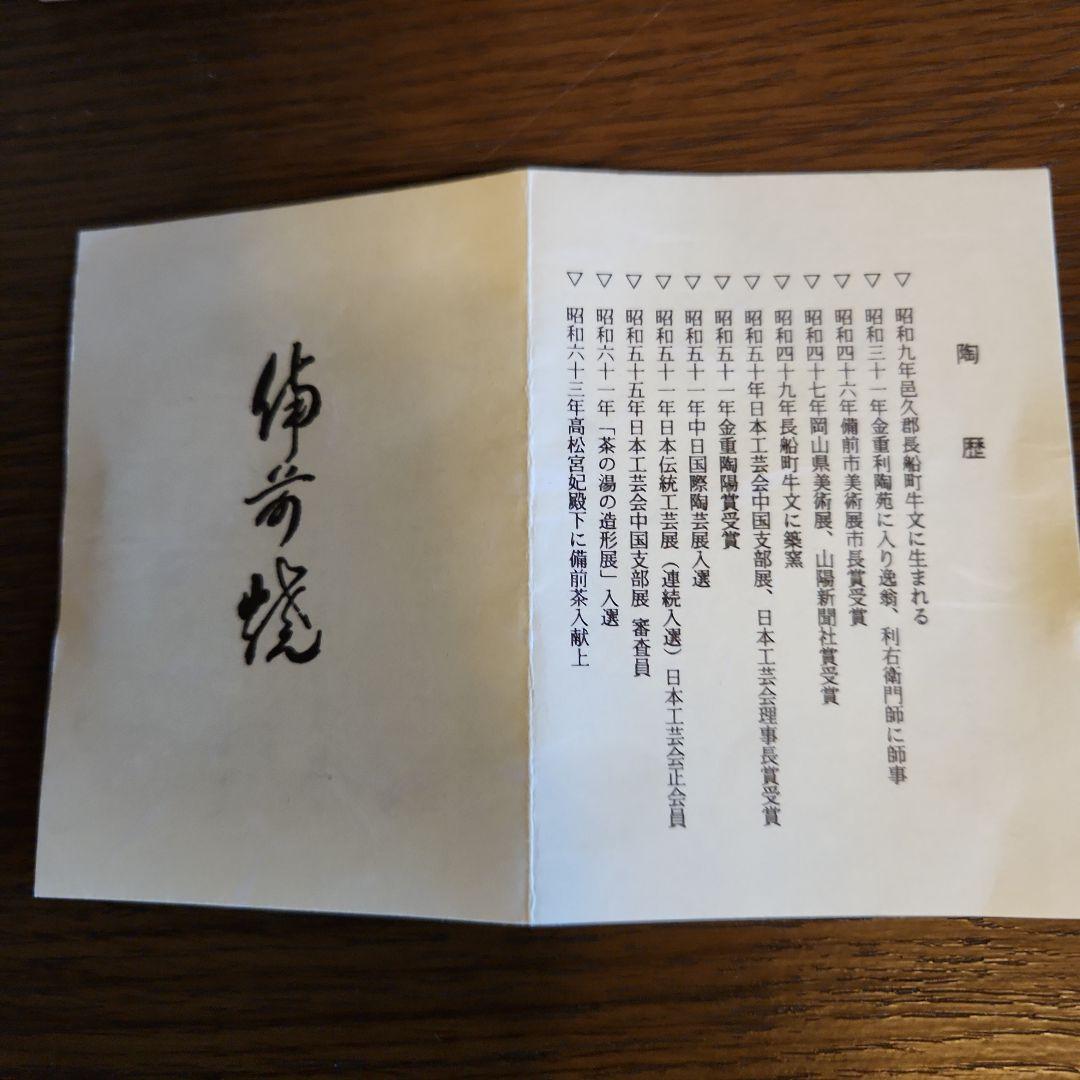 陶歴
▽ 昭和九年邑久郡長船町牛文に生まれる
▽ 昭和三十一年金重利陶苑に入り逸翁、利右衛門師に師事
▽ 昭和四十六年備前市美術展市長賞受賞
▽ 昭和四十七年岡山県美術展、山陽新聞社賞受賞
▽ 昭和四十九年長船町牛文に築窯
▽ 昭和五十年日本工芸会中国支部展、日本工芸会理事長賞受賞
▽ 昭和五十一年金重陶陽賞受賞
▽ 昭和五十一年中日国際陶芸展入選
▽ 昭和五十一年日本伝統工芸展（連続入選）日本工芸会正会員
▽ 昭和五十五年日本工芸会中国支部展 審査員
▽ 昭和六十一年「茶の湯の造形展」入選
▽ 昭和六十三年高松宮妃殿下に備前茶入献上
備前焼